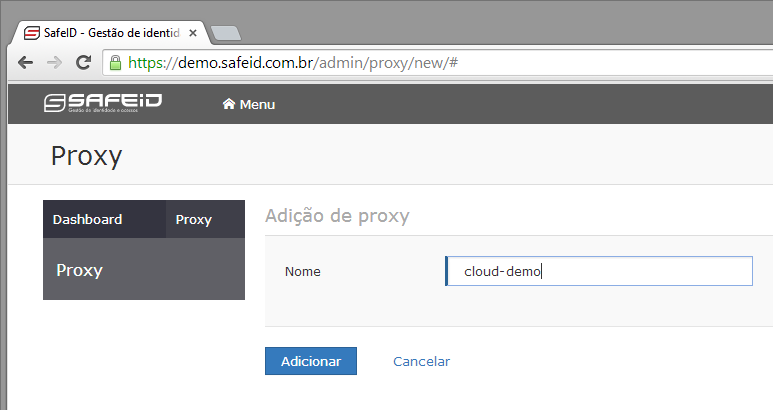 SafeID - Gestão de identid
https://demo.safeid.com.br/admin/proxy/new/#
SAFEiD
Gestão de identidade e acessos
Menu
Proxy
Dashboard
Proxy
Proxy
Adição de proxy
Nome
cloud-demo
Adicionar
Cancelar